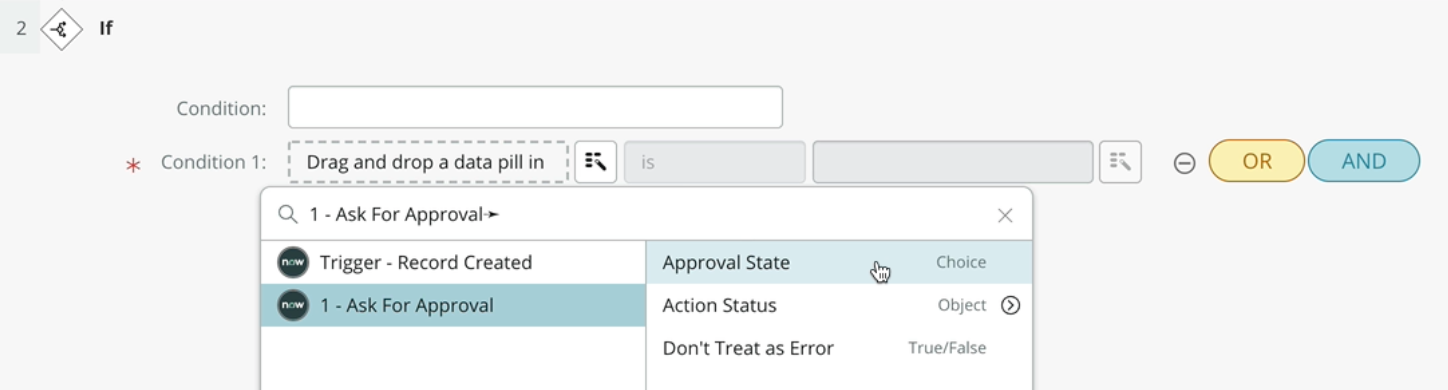 2 If
Condition:
* Condition 1: Drag and drop a data pill in is OR AND
1 - Ask For Approval➛
now Trigger - Record Created Approval State Choice
now 1 - Ask For Approval Action Status Object
Don't Treat as Error True/False